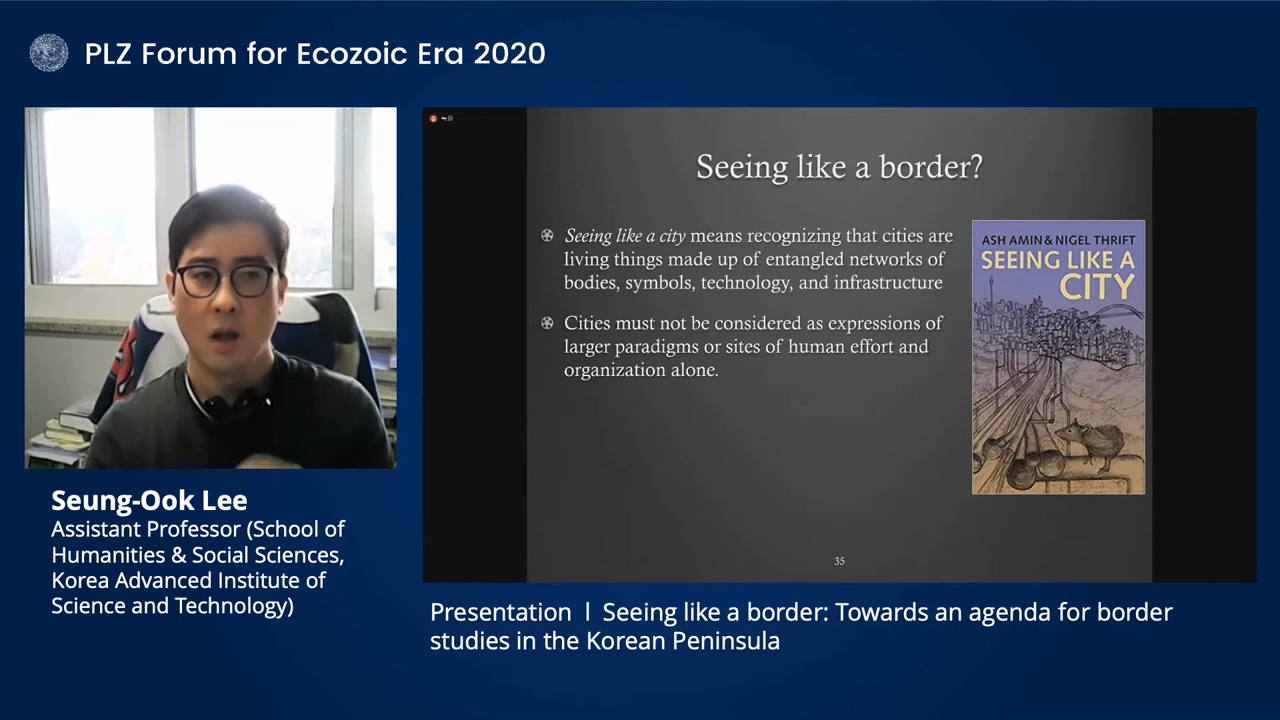 PLZ Forum for Ecozoic Era 2020
Seeing like a border?
Seeing like a city means recognizing that cities are
living things made up of entangled networks of
bodies, symbols, technology, and infrastructure
Cities must not be considered as expressions of
larger paradigms or sites of human effort and
organization alone.
ASH AMIN & NIGEL THRIFT
SEEING LIKE A
CITY
35
Seung-Ook Lee
Assistant Professor (School of
Humanities & Social Sciences,
Korea Advanced Institute of
Science and Technology)
Presentation l Seeing like a border: Towards an agenda for border
studies in the Korean Peninsula